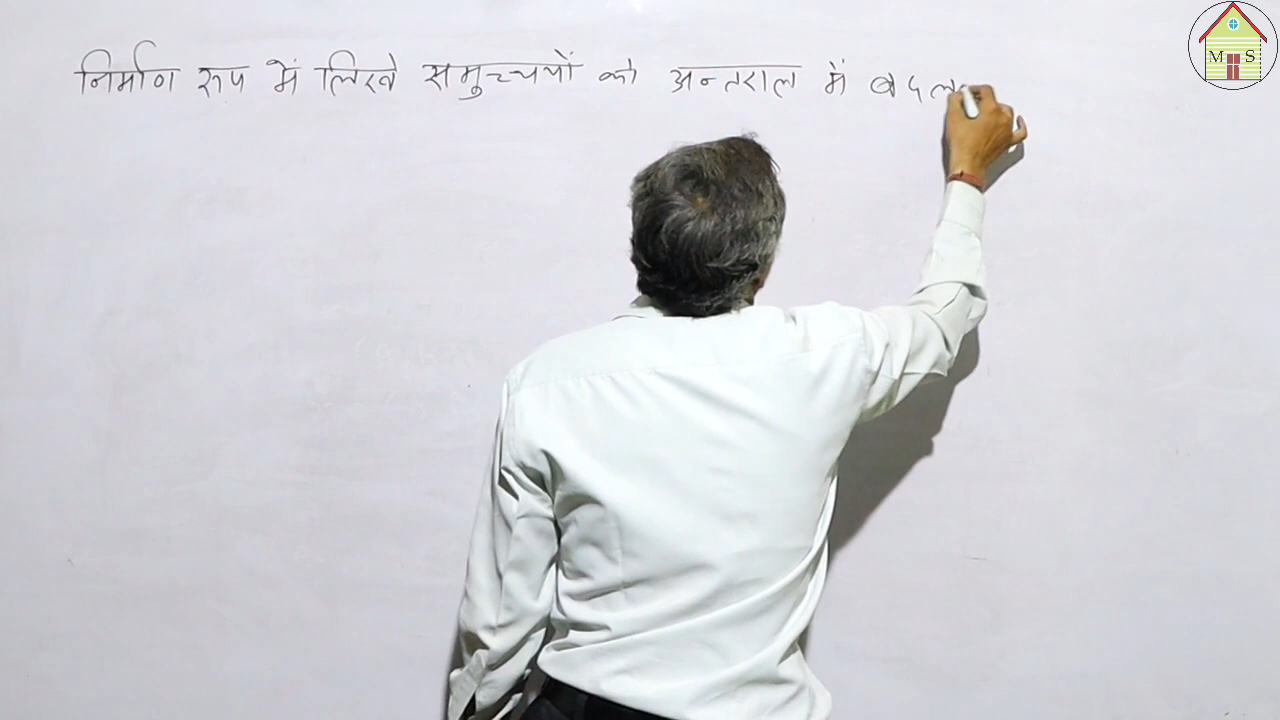 निर्माण रूप में लिखे समुच्चयों को अन्तराल में बदल
M S